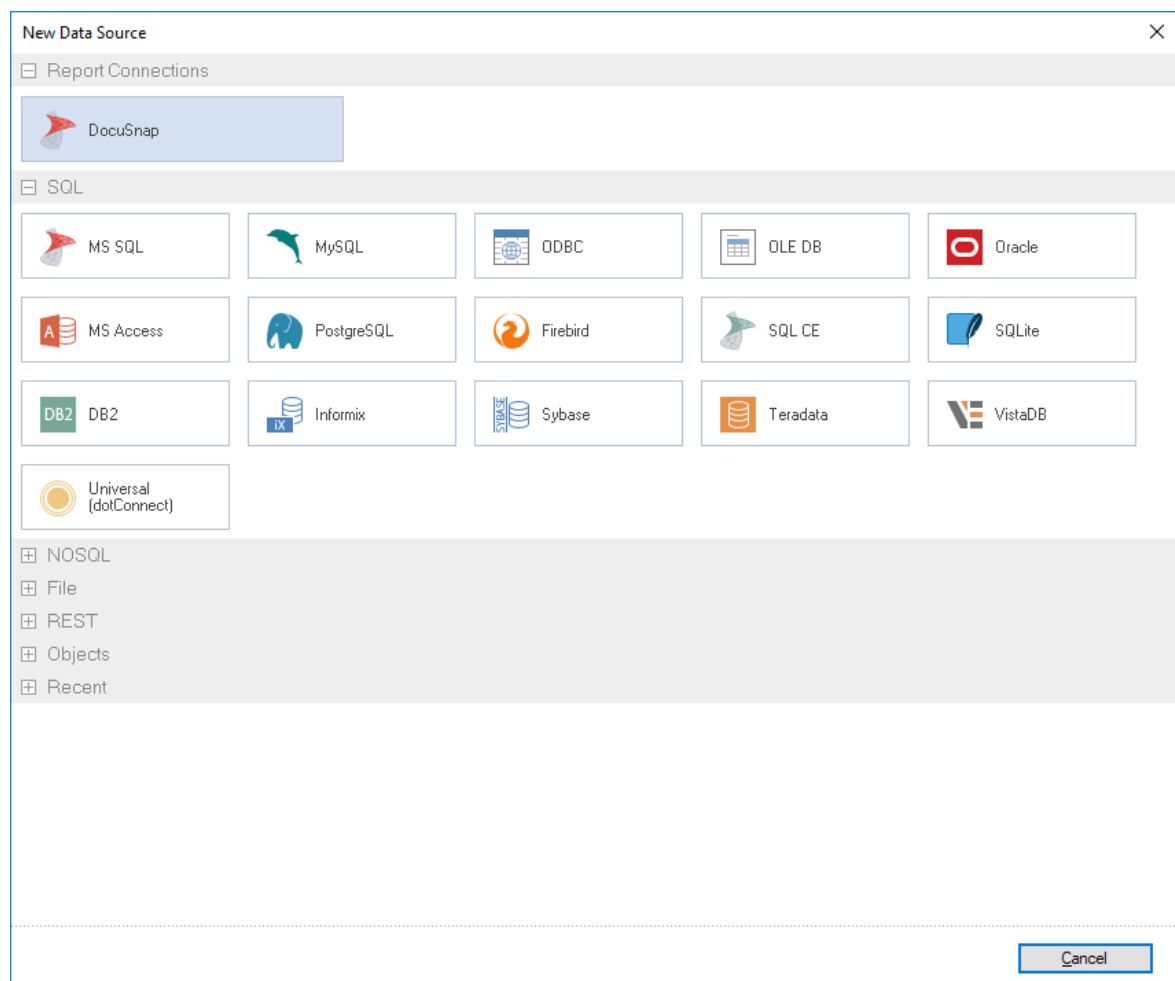 New Data Source
Report Connections
DocuSnap
SQL
MS SQL
MySQL
ODBC
OLE DB
Oracle
A
MS Access
PostgreSQL
Firebird
SQL CE
SQLite
DB2
DB2
iX
Informix
SYBASE
Sybase
Teradata
VistaDB
Universal
(dotConnect)
NOSQL
File
REST
Objects
Recent
Cancel